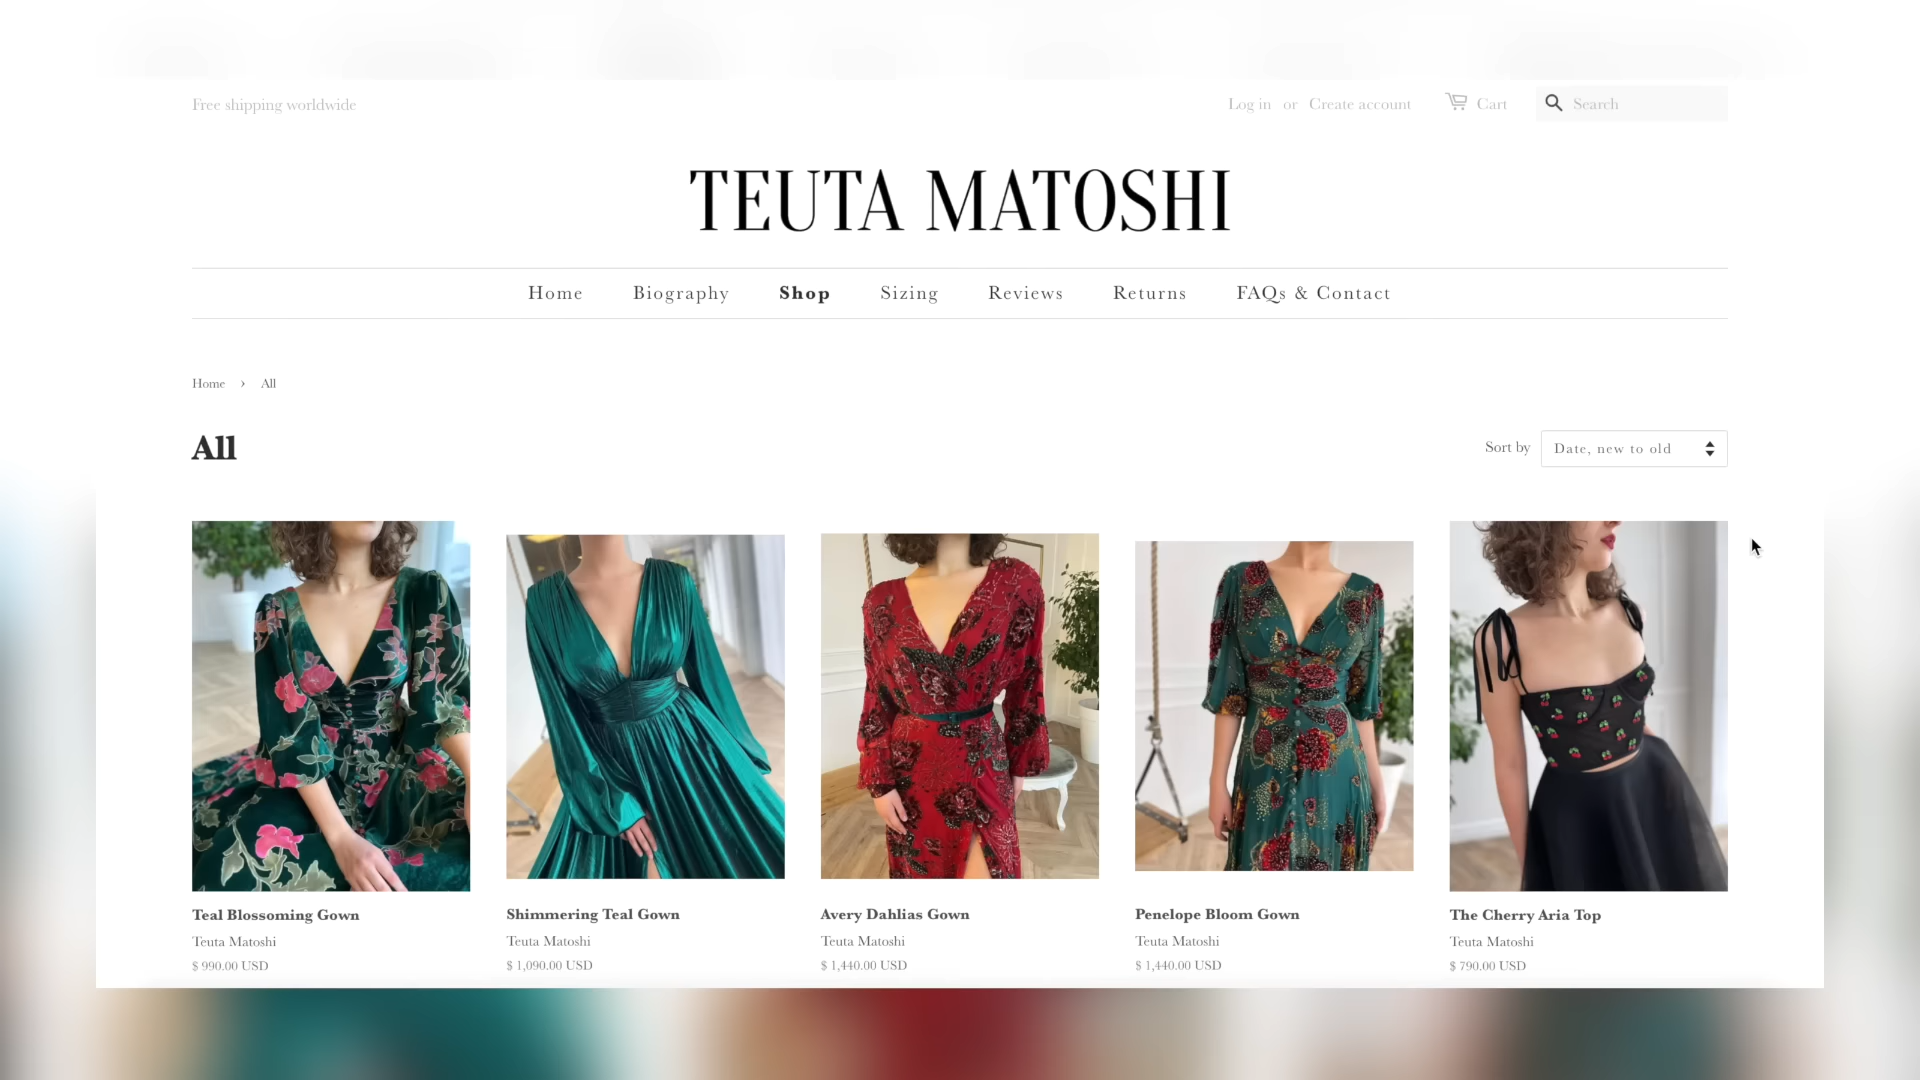 Free shipping worldwide
Log in or Create account Cart Search
TEUTA MATOSHI
Home Biography Shop Sizing Reviews Returns FAQs & Contact
Home › All
All
Sort by Date, new to old
Teal Blossoming Gown
Teuta Matoshi
$ 990.00 USD
Shimmering Teal Gown
Teuta Matoshi
$ 1,090.00 USD
Avery Dahlias Gown
Teuta Matoshi
$ 1,440.00 USD
Penelope Bloom Gown
Teuta Matoshi
$ 1,440.00 USD
The Cherry Aria Top
Teuta Matoshi
$ 790.00 USD